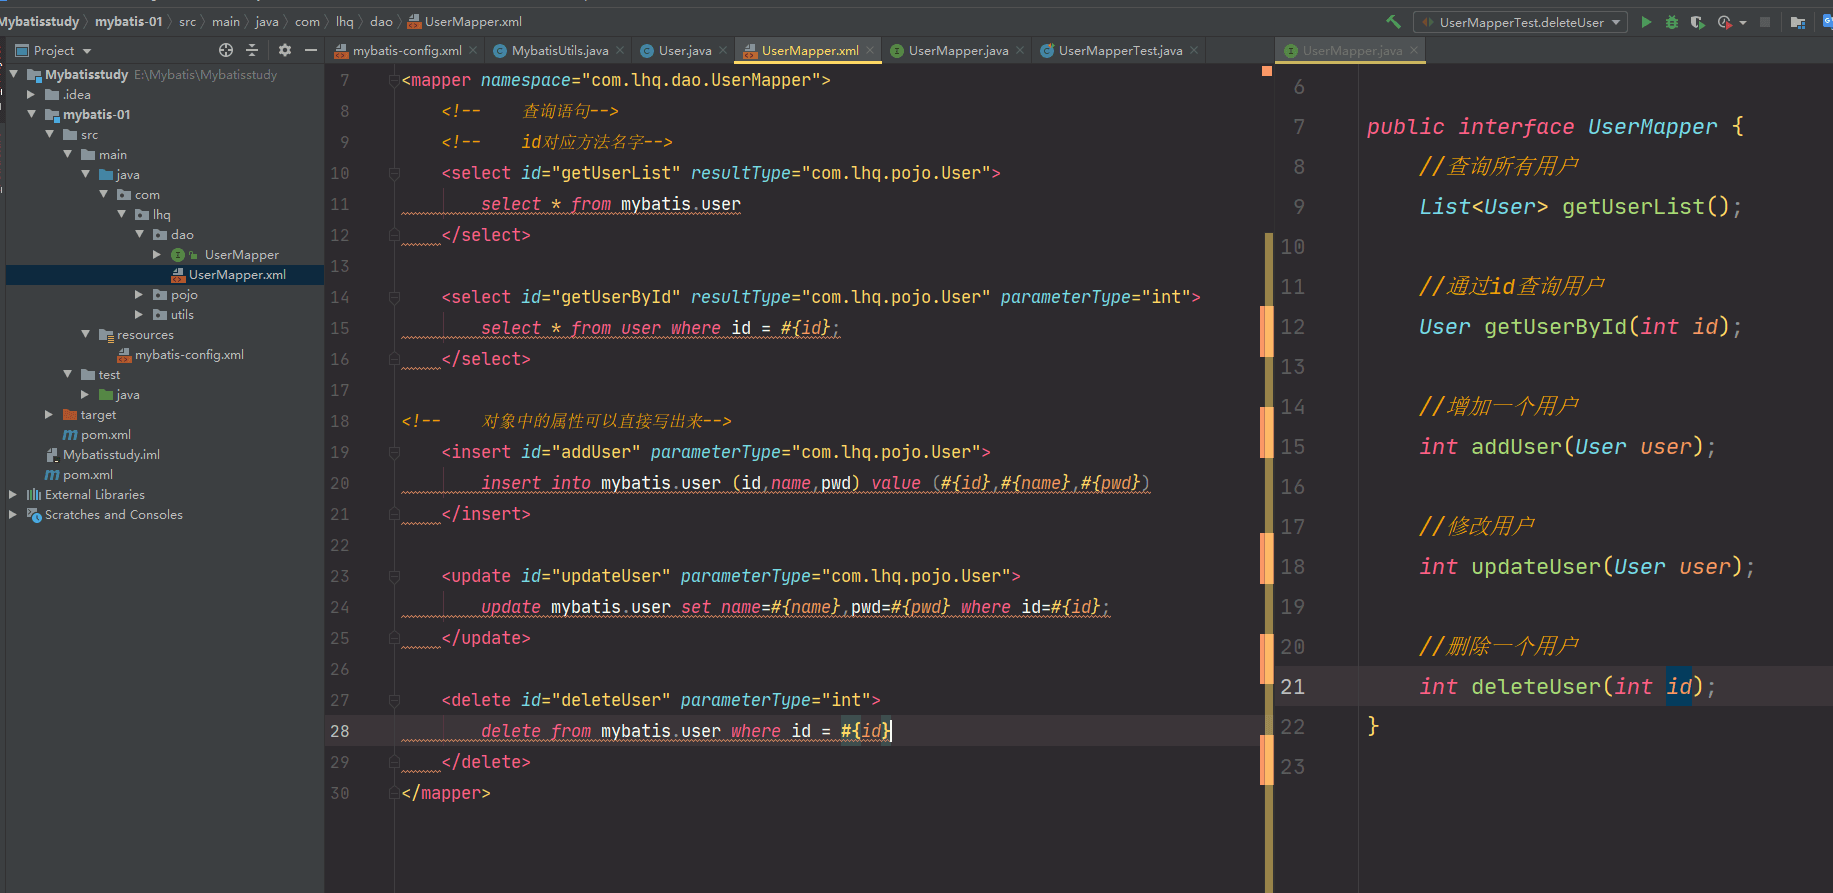 Mybatisstudy mybatis-01 src main java com lhq dao UserMapper.xml
UserMapperTest.deleteUser
Project
mybatis-config.xml MybatisUtils.java User.java UserMapper.xml UserMapper.java UserMapperTest.java
UserMapper.java
Mybatisstudy E:\Mybatis\Mybatisstudy
.idea
mybatis-01
src
main
java
com
lhq
dao
UserMapper
UserMapper.xml
pojo
utils
resources
mybatis-config.xml
test
java
target
pom.xml
Mybatisstudy.iml
pom.xml
External Libraries
Scratches and Consoles
7 <mapper namespace="com.lhq.dao.UserMapper">
8 <!-- 查询语句-->
9 <!-- id对应方法名字-->
10 <select id="getUserList" resultType="com.lhq.pojo.User">
11 select * from mybatis.user
12 </select>
13
14 <select id="getUserById" resultType="com.lhq.pojo.User" parameterType="int">
15 select * from user where id = #{id};
16 </select>
17
18 <!-- 对象中的属性可以直接写出来-->
19 <insert id="addUser" parameterType="com.lhq.pojo.User">
20 insert into mybatis.user (id,name,pwd) value (#{id},#{name},#{pwd})
21 </insert>
22
23 <update id="updateUser" parameterType="com.lhq.pojo.User">
24 update mybatis.user set name=#{name},pwd=#{pwd} where id=#{id};
25 </update>
26
27 <delete id="deleteUser" parameterType="int">
28 delete from mybatis.user where id = #{id}
29 </delete>
30 </mapper>
6
7 public interface UserMapper {
8 //查询所有用户
9 List<User> getUserList();
10
11 //通过id查询用户
12 User getUserById(int id);
13
14 //增加一个用户
15 int addUser(User user);
16
17 //修改用户
18 int updateUser(User user);
19
20 //删除一个用户
21 int deleteUser(int id);
22 }
23